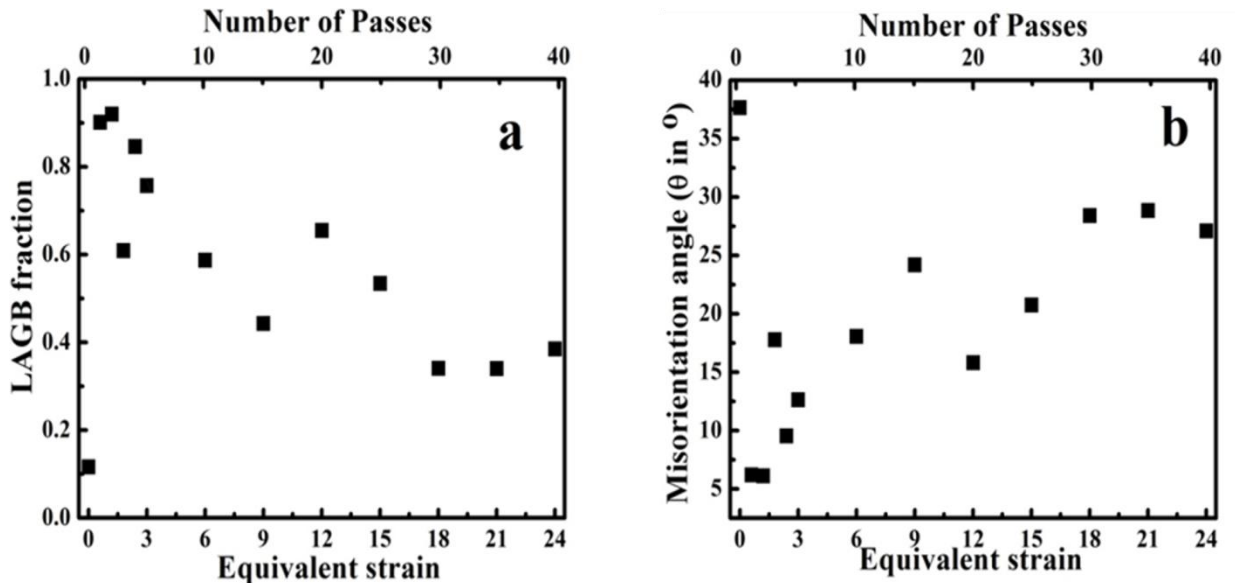 Number of Passes
0 10 20 30 40
1.0
0.8
0.6
0.4
0.2
0.0
LAGB fraction
a
0 3 6 9 12 15 18 21 24
Equivalent strain
Number of Passes
0 10 20 30 40
40
35
30
25
20
15
10
5
Misorientation angle (θ in º)
b
0 3 6 9 12 15 18 21 24
Equivalent strain